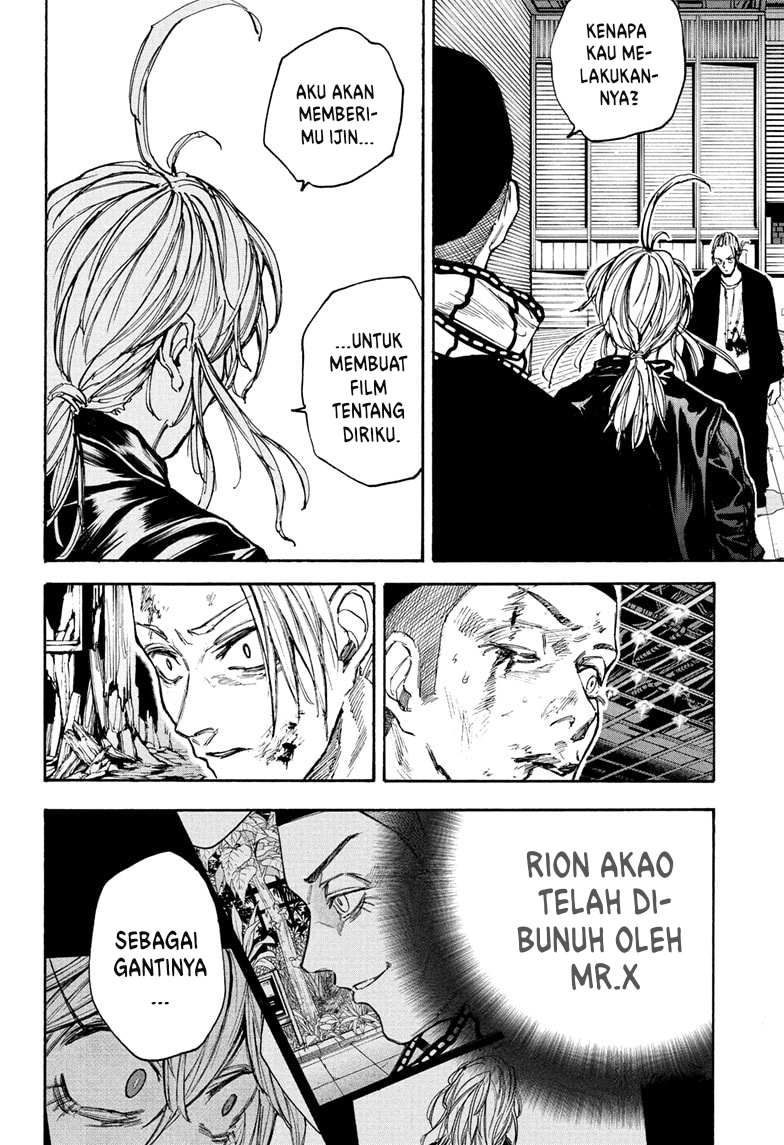 KENAPA
KAU ME-
LAKUKAN-
NYA?
AKU AKAN
MEMBERI-
MU IJIN...
...UNTUK
MEMBUAT
FILM
TENTANG
DIRIKU.
RION AKAO
TELAH DI-
BUNUH OLEH
MR.X
SEBAGAI
GANTINYA
...